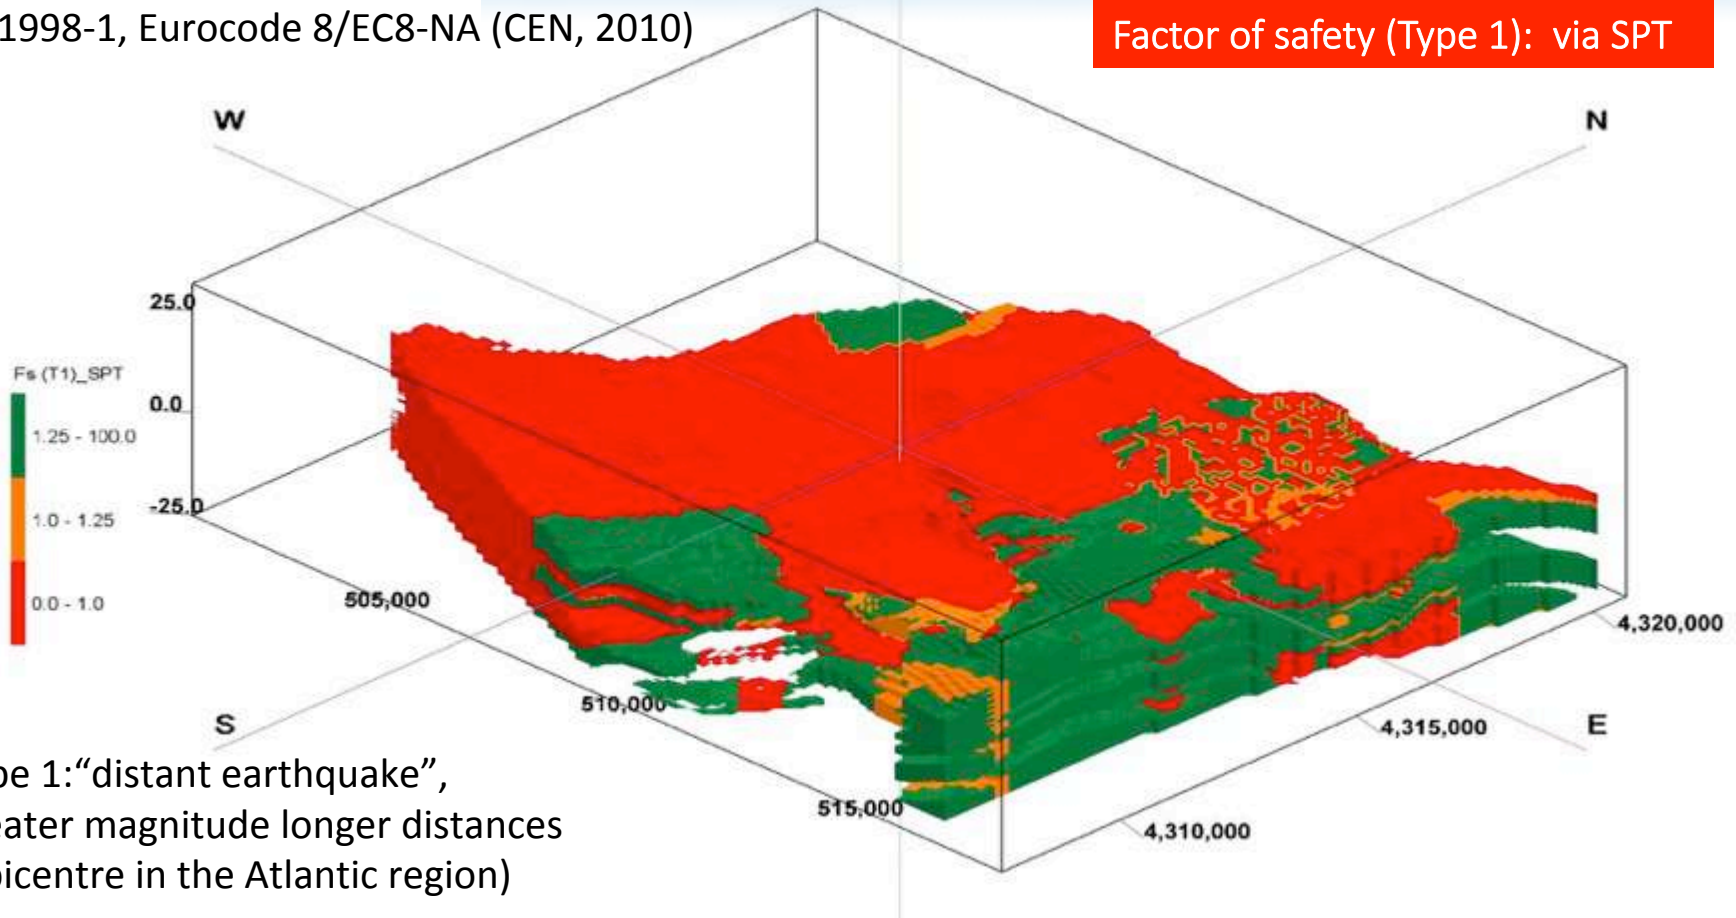 1998-1, Eurocode 8/EC8-NA (CEN, 2010)
Factor of safety (Type 1): via SPT
W
N
25.0
0.0
-25.0
Fs (T1)_SPT
1.25 - 100.0
1.0 - 1.25
0.0 - 1.0
505,000
510,000
515,000
4,320,000
4,315,000
4,310,000
S
E
pe 1:“distant earthquake”,
eater magnitude longer distances
picentre in the Atlantic region)